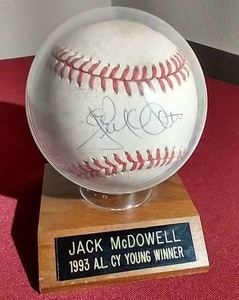 JACK McDOWELL
1993 A.L. CY YOUNG WINNER